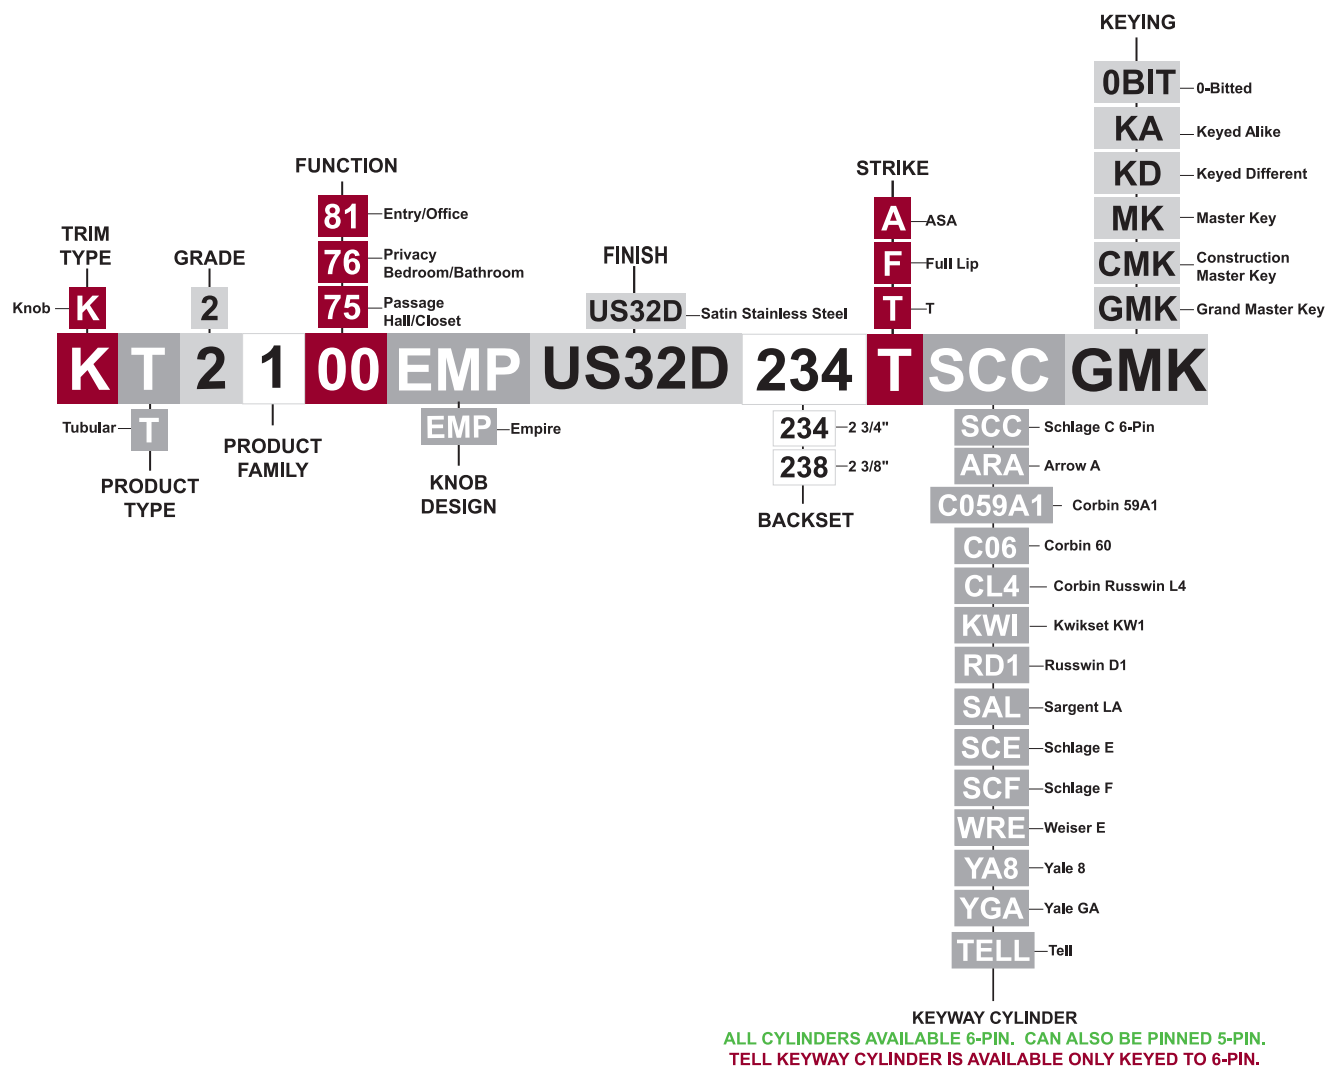 KEYING
0BIT 0-Bitted
KA Keyed Alike
KD Keyed Different
MK Master Key
CMK Construction
Master Key
GMK Grand Master Key
FUNCTION
81 Entry/Office
76 Privacy
Bedroom/Bathroom
75 Passage
Hall/Closet
STRIKE
A ASA
F Full Lip
T T
TRIM
TYPE
Knob K
GRADE
2
FINISH
US32D Satin Stainless Steel
K T 2 1 00 EMP US32D 234 T SCC GMK
Tubular T
PRODUCT
TYPE
PRODUCT
FAMILY
EMP Empire
KNOB
DESIGN
234 2 3/4"
238 2 3/8"
BACKSET
SCC Schlage C 6-Pin
ARA Arrow A
C059A1 Corbin 59A1
C06 Corbin 60
CL4 Corbin Russwin L4
KWI Kwikset KW1
RD1 Russwin D1
SAL Sargent LA
SCE Schlage E
SCF Schlage F
WRE Weiser E
YA8 Yale 8
YGA Yale GA
TELL Tell
KEYWAY CYLINDER
ALL CYLINDERS AVAILABLE 6-PIN. CAN ALSO BE PINNED 5-PIN.
TELL KEYWAY CYLINDER IS AVAILABLE ONLY KEYED TO 6-PIN.